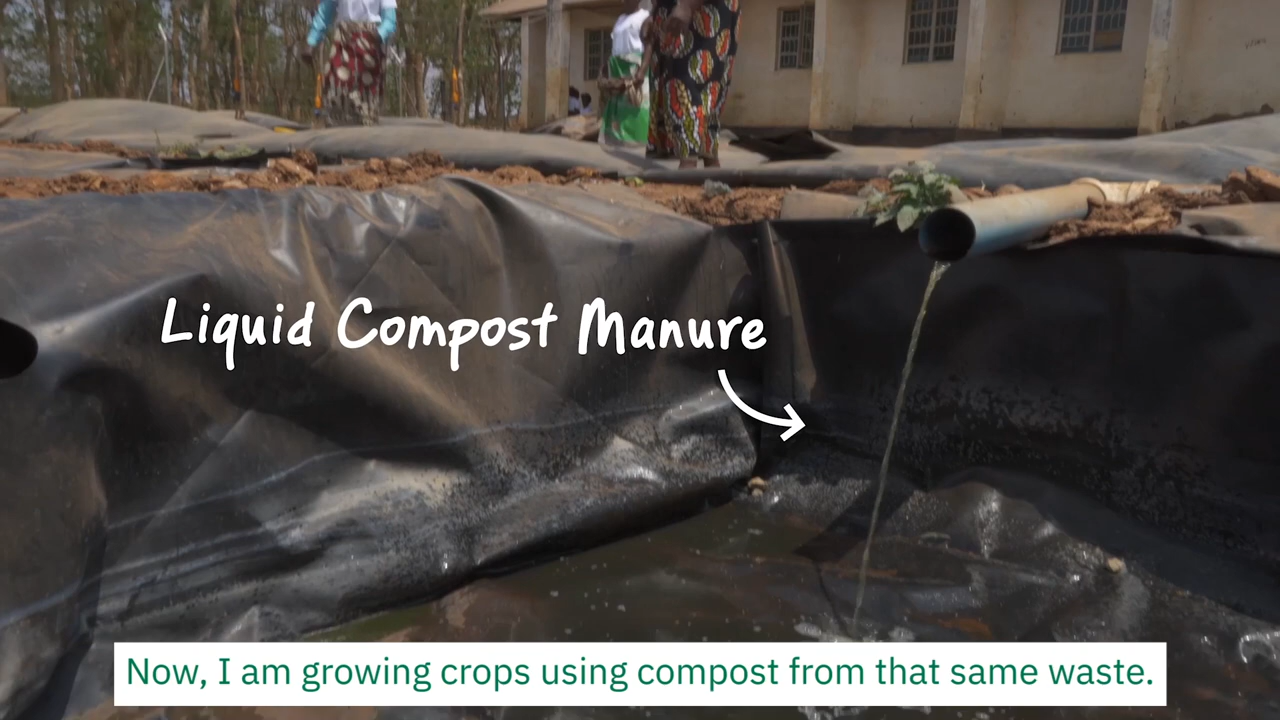 Liquid Compost Manure
Now, I am growing crops using compost from that same waste.